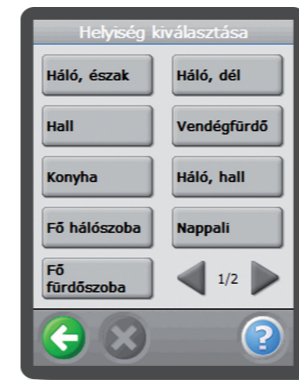 Helyiség kiválasztása
Háló, észak
Háló, dél
Hall
Vendégfürdő
Konyha
Háló, hall
Fő hálószoba
Nappali
Fő
fürdőszoba
1/2
?